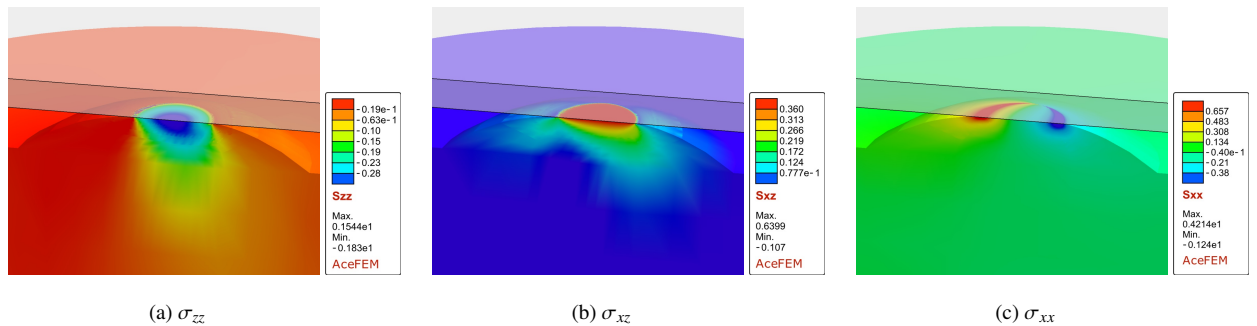 -0.19e-1
-0.63e-1
-0.10
-0.15
-0.19
-0.23
-0.28
Szz
Max.
0.1544e1
Min.
-0.183e1
AceFEM
0.360
0.313
0.266
0.219
0.172
0.124
0.777e-1
Sxz
Max.
0.6399
Min.
-0.107
AceFEM
0.657
0.483
0.308
0.134
-0.40e-1
-0.21
-0.38
Sxx
Max.
0.4214e1
Min.
-0.124e1
AceFEM
(a) σzz
(b) σxz
(c) σxx